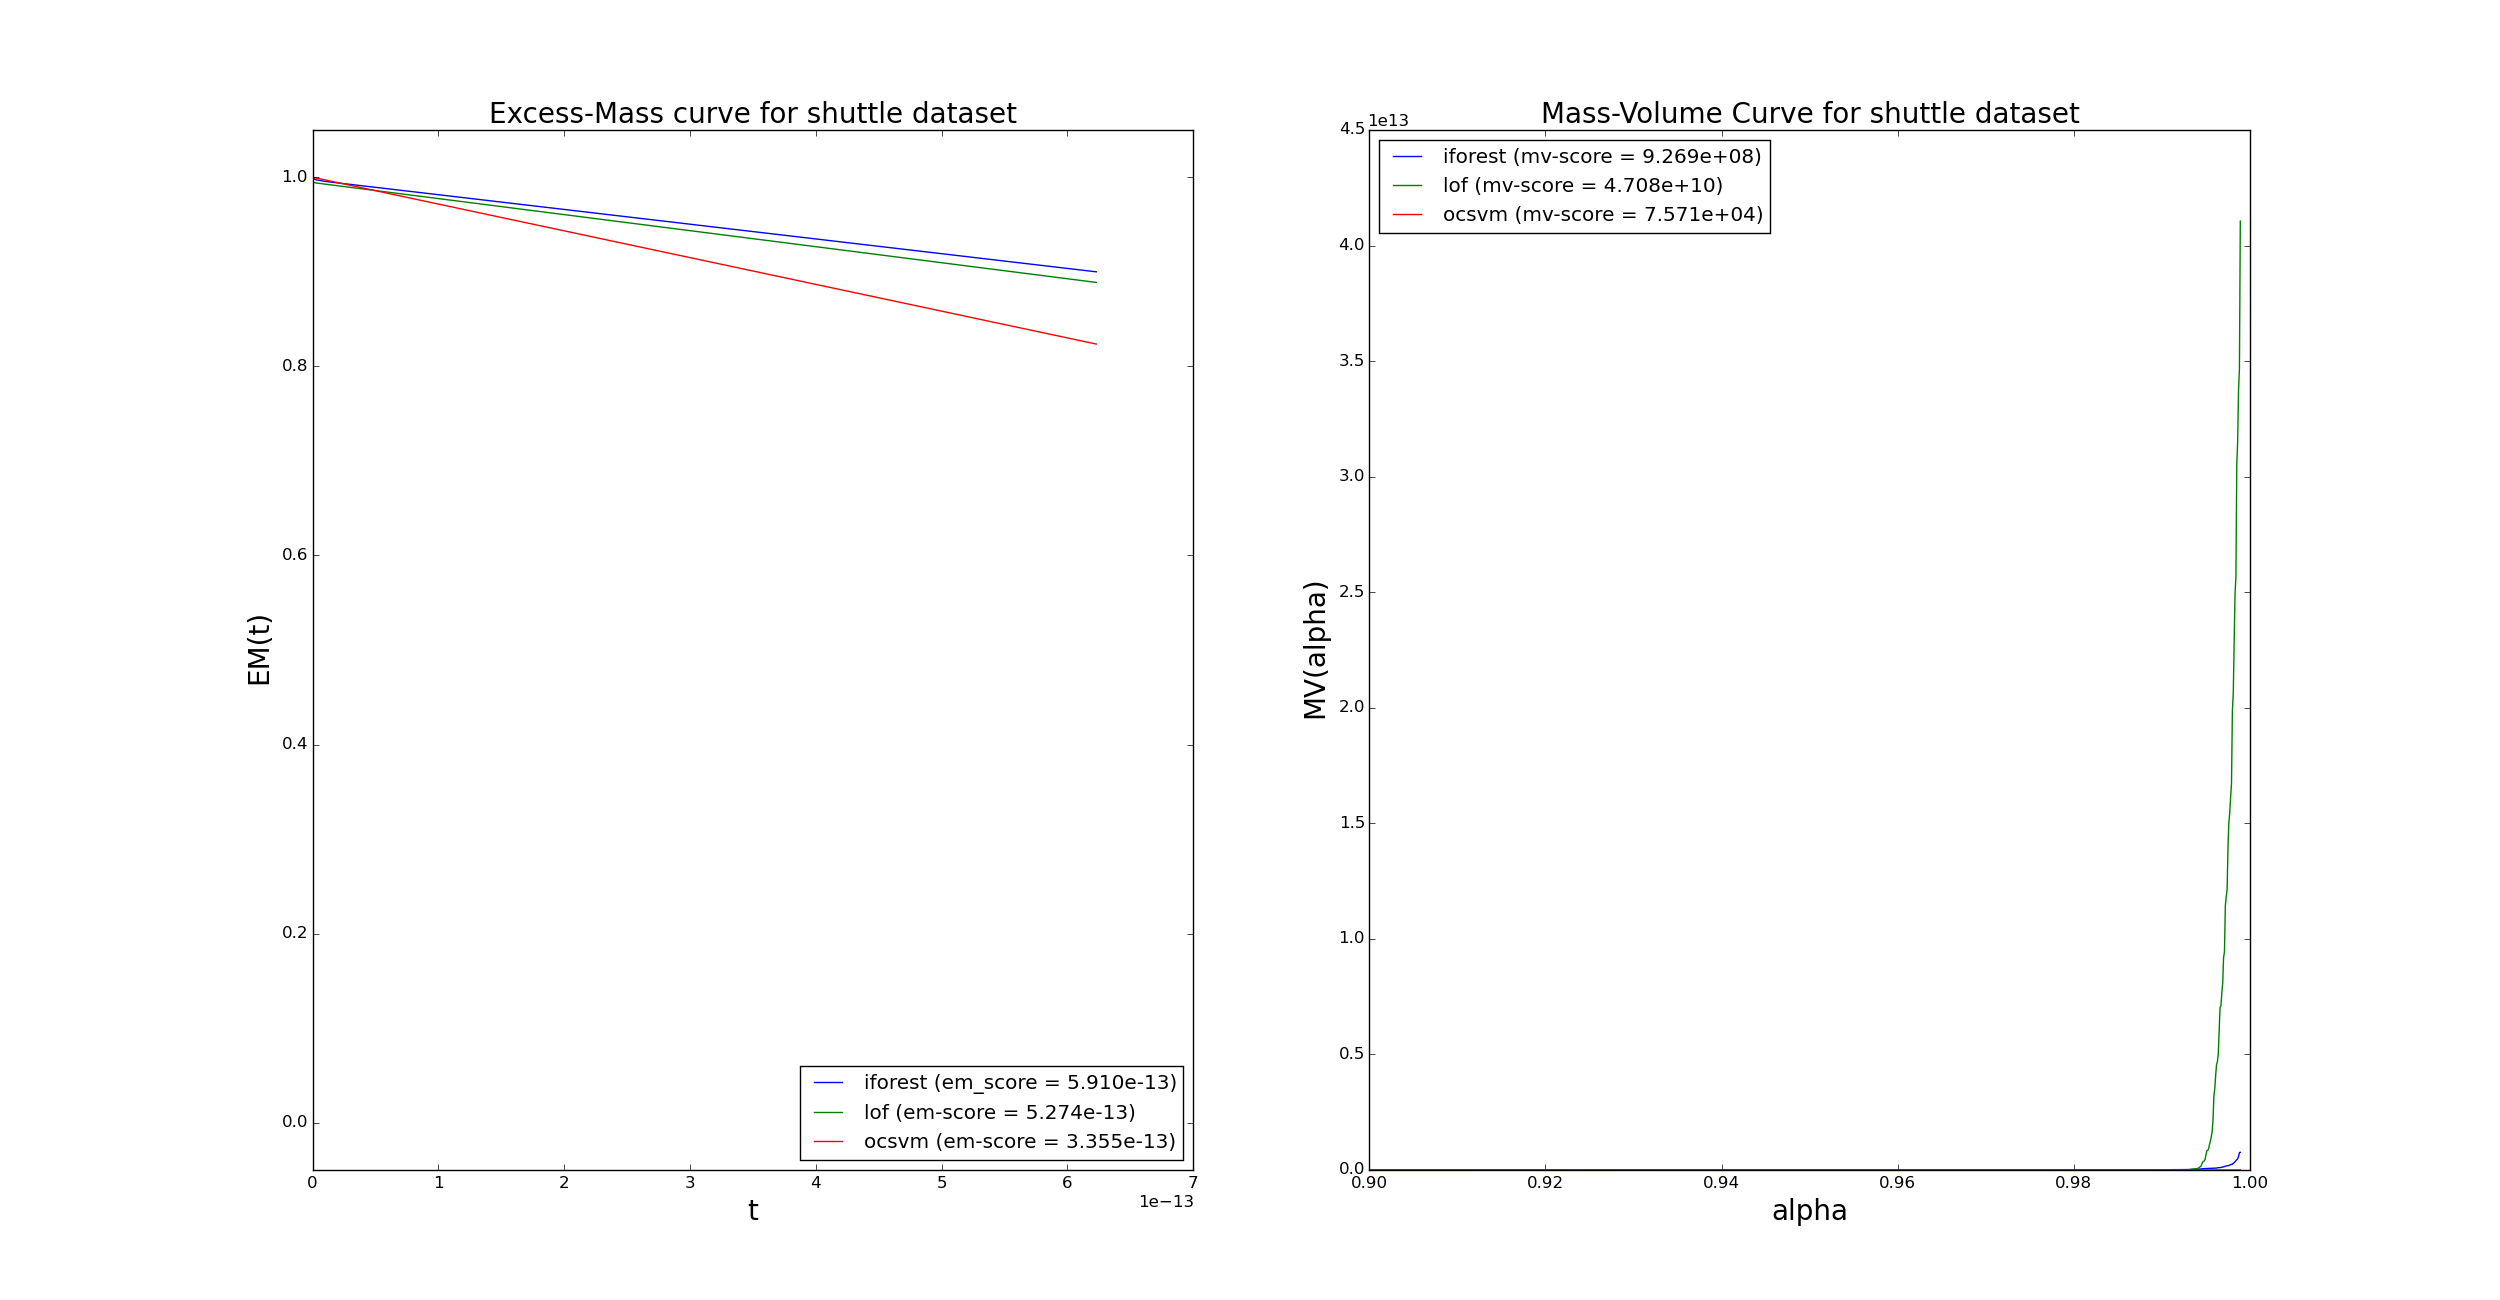 Excess-Mass curve for shuttle dataset
1.0
0.8
0.6
0.4
0.2
0.0
EM(t)
iforest (em_score = 5.910e-13)
lof (em-score = 5.274e-13)
ocsvm (em-score = 3.355e-13)
0 1 2 3 4 5 6 7
1e−13
t
Mass-Volume Curve for shuttle dataset
1e13
4.5
4.0
3.5
3.0
2.5
2.0
1.5
1.0
0.5
0.0
MV(alpha)
iforest (mv-score = 9.269e+08)
lof (mv-score = 4.708e+10)
ocsvm (mv-score = 7.571e+04)
0.90 0.92 0.94 0.96 0.98 1.00
alpha